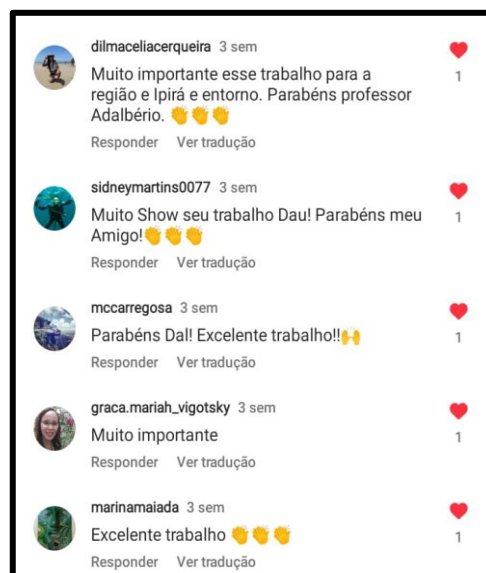 dilmaceliacerqueira 3 sem
Muito importante esse trabalho para a
região e Ipirá e entorno. Parabéns professor
Adalbério. 👏👏👏
1
Responder Ver tradução
sidneymartins0077 3 sem
Muito Show seu trabalho Dau! Parabéns meu
Amigo!👏👏👏
1
Responder Ver tradução
mccarregosa 3 sem
Parabéns Dal! Excelente trabalho!!🙌
1
Responder Ver tradução
graca.mariah_vigotsky 3 sem
Muito importante
1
Responder Ver tradução
marinamaiada 3 sem
Excelente trabalho 👏👏👏
1
Responder Ver tradução